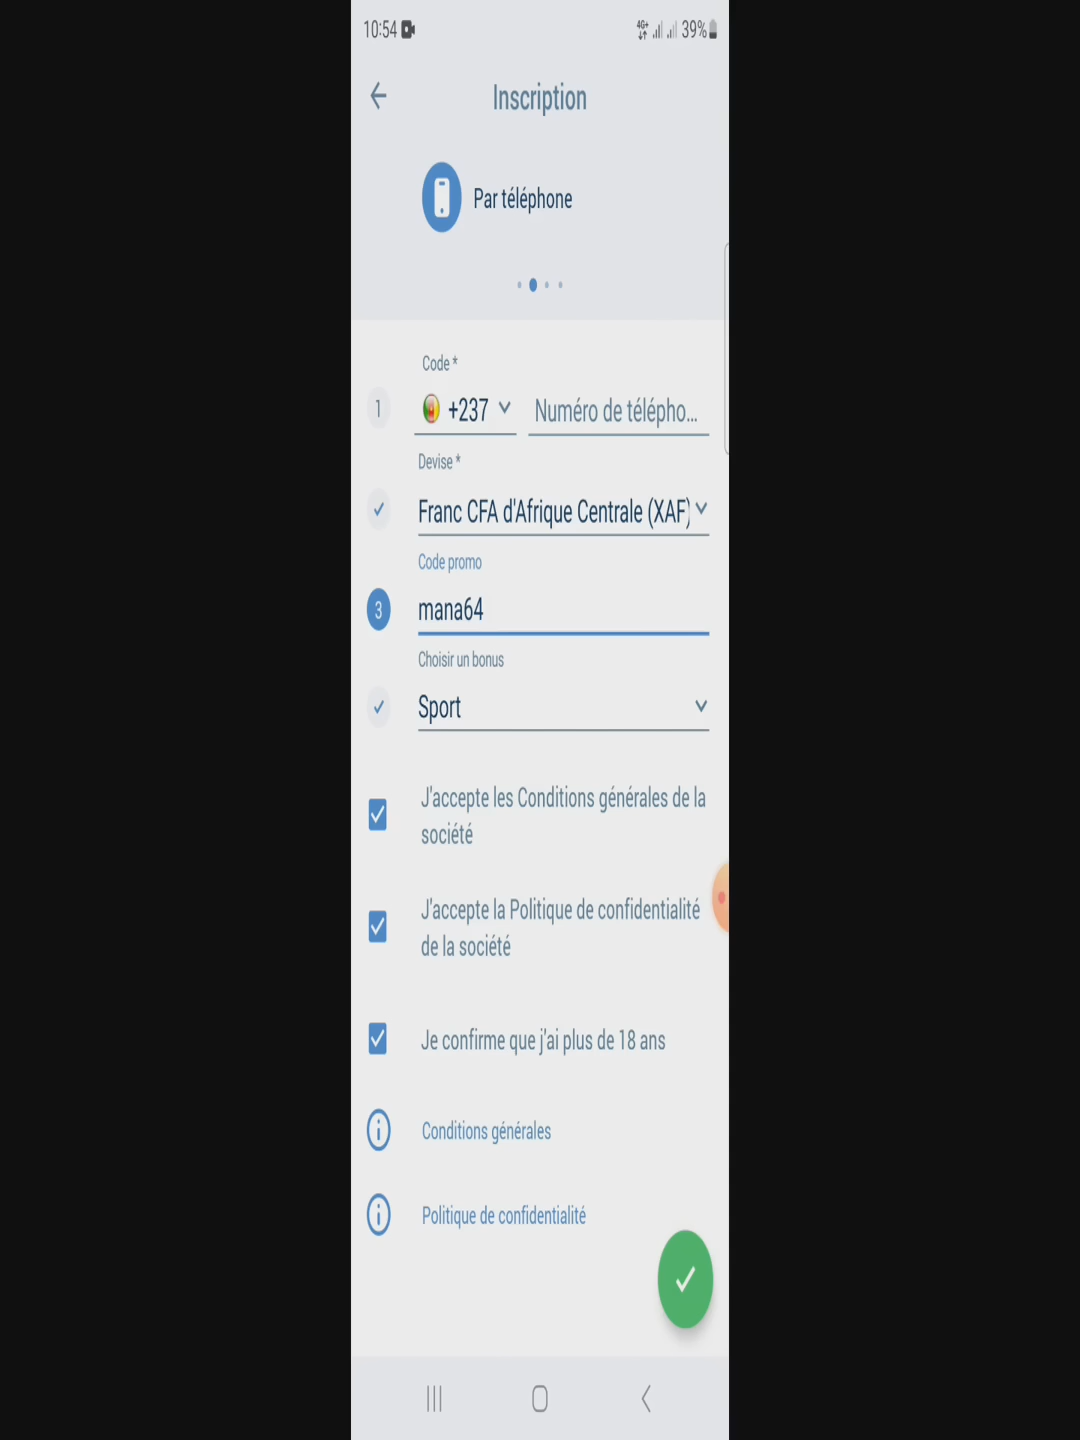 10:54
4G+ 39%
Inscription
Par téléphone
Code *
1
+237
Numéro de télépho...
Devise *
Franc CFA d'Afrique Centrale (XAF)
Code promo
3
mana64
Choisir un bonus
Sport
J'accepte les Conditions générales de la
société
J'accepte la Politique de confidentialité
de la société
Je confirme que j'ai plus de 18 ans
Conditions générales
Politique de confidentialité